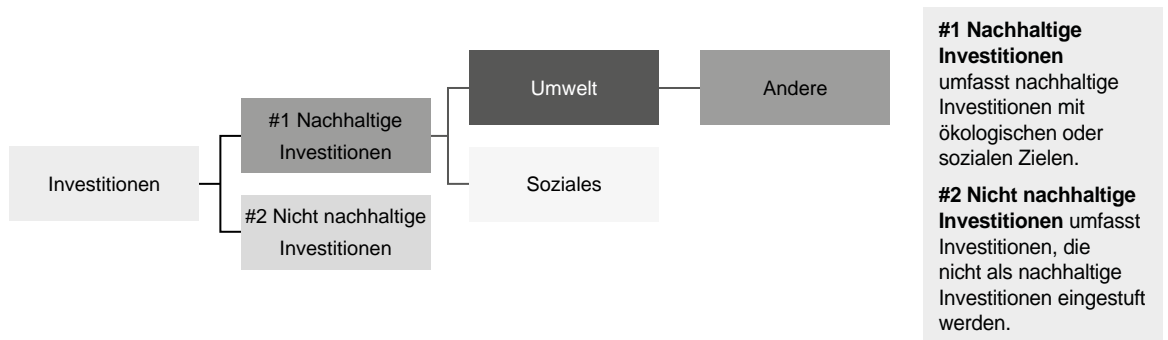 Investitionen
#1 Nachhaltige
Investitionen
#2 Nicht nachhaltige
Investitionen
Umwelt
Soziales
Andere
#1 Nachhaltige
Investitionen
umfasst nachhaltige
Investitionen mit
ökologischen oder
sozialen Zielen.
#2 Nicht nachhaltige
Investitionen umfasst
Investitionen, die
nicht als nachhaltige
Investitionen eingestuft
werden.